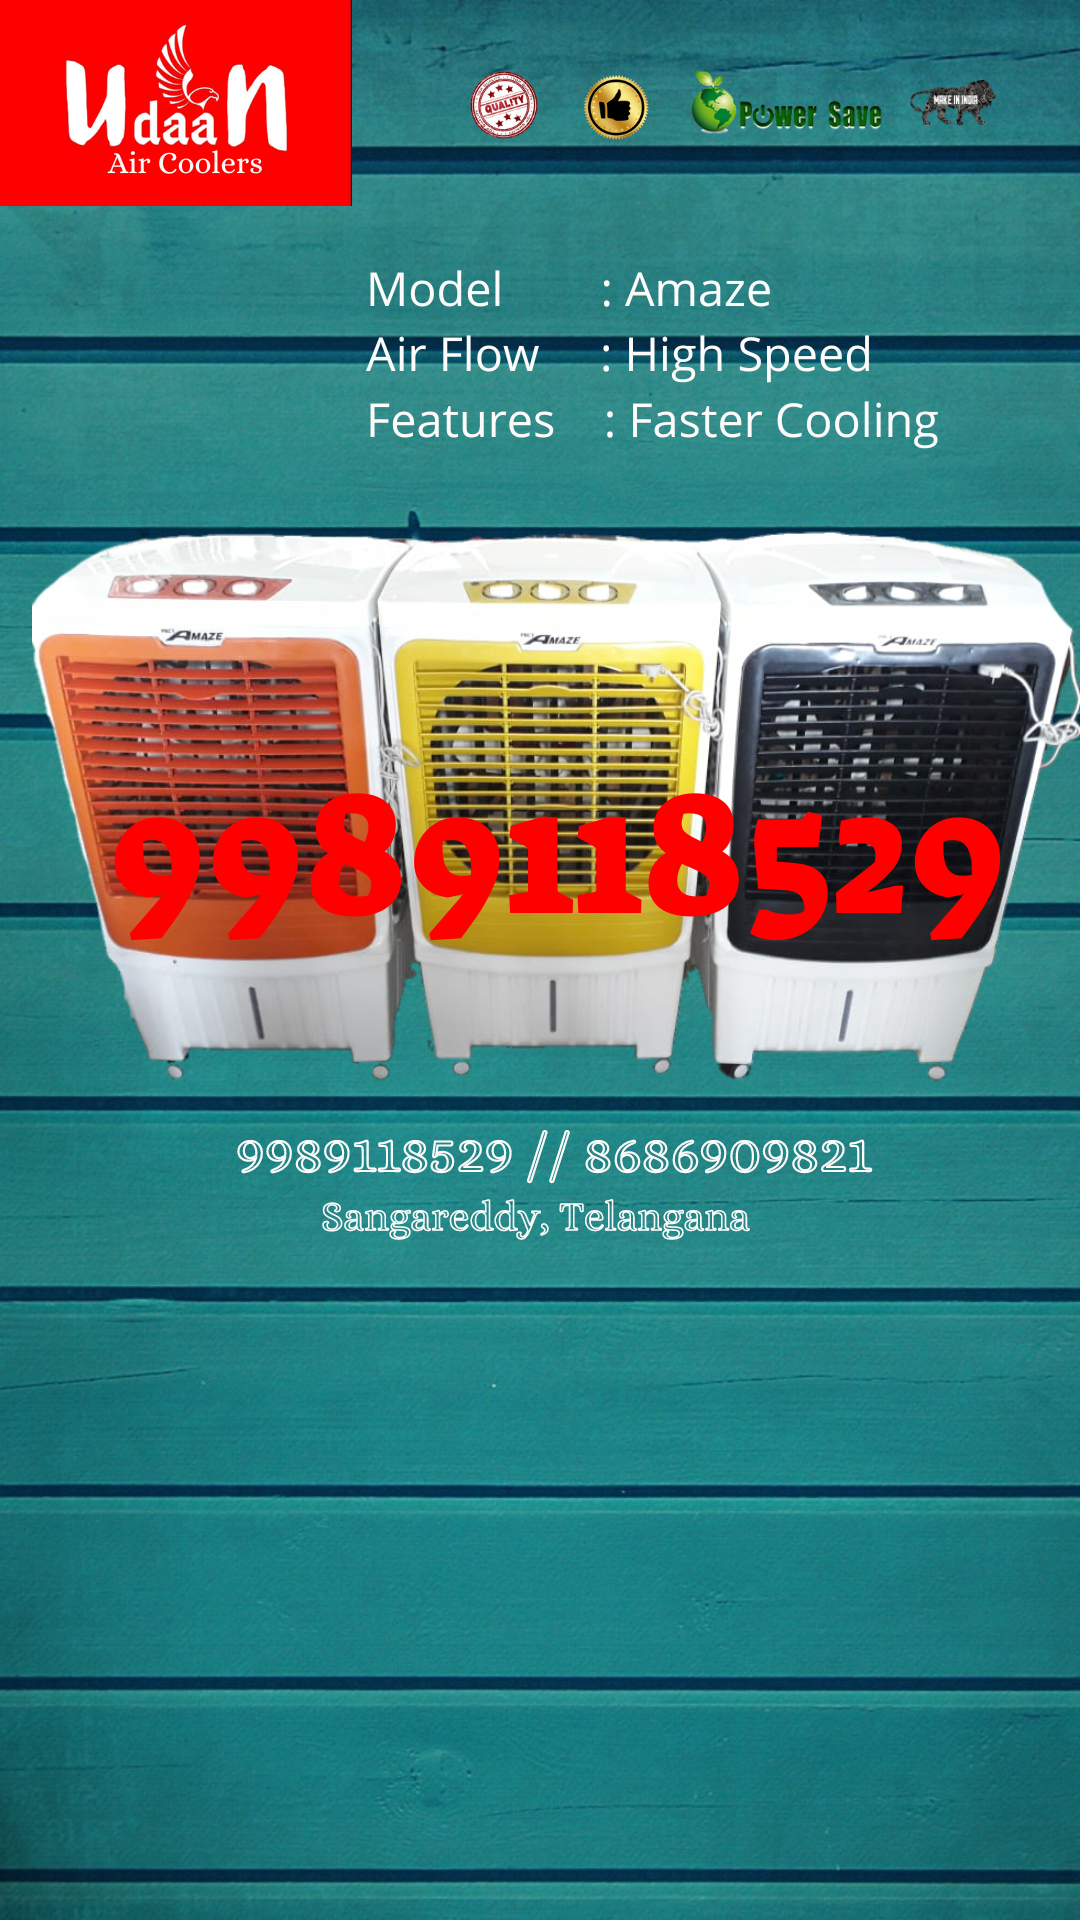 Udaan
Air Coolers
QUALITY
Power Save
MAKE IN INDIA
Model : Amaze
Air Flow : High Speed
Features : Faster Cooling
AMAZE
AMAZE
AMAZE
9989118529
9989118529 // 8686909821
Sangareddy, Telangana